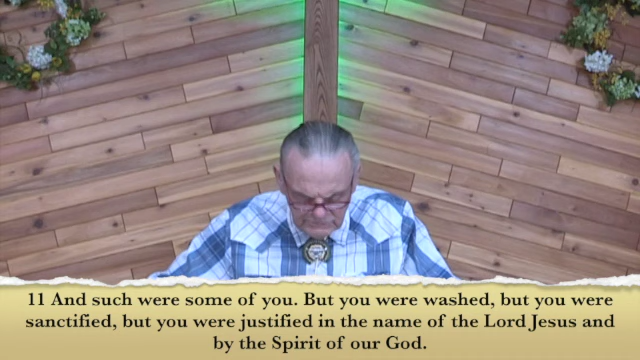 11 And such were some of you. But you were washed, but you were
sanctified, but you were justified in the name of the Lord Jesus and
by the Spirit of our God.